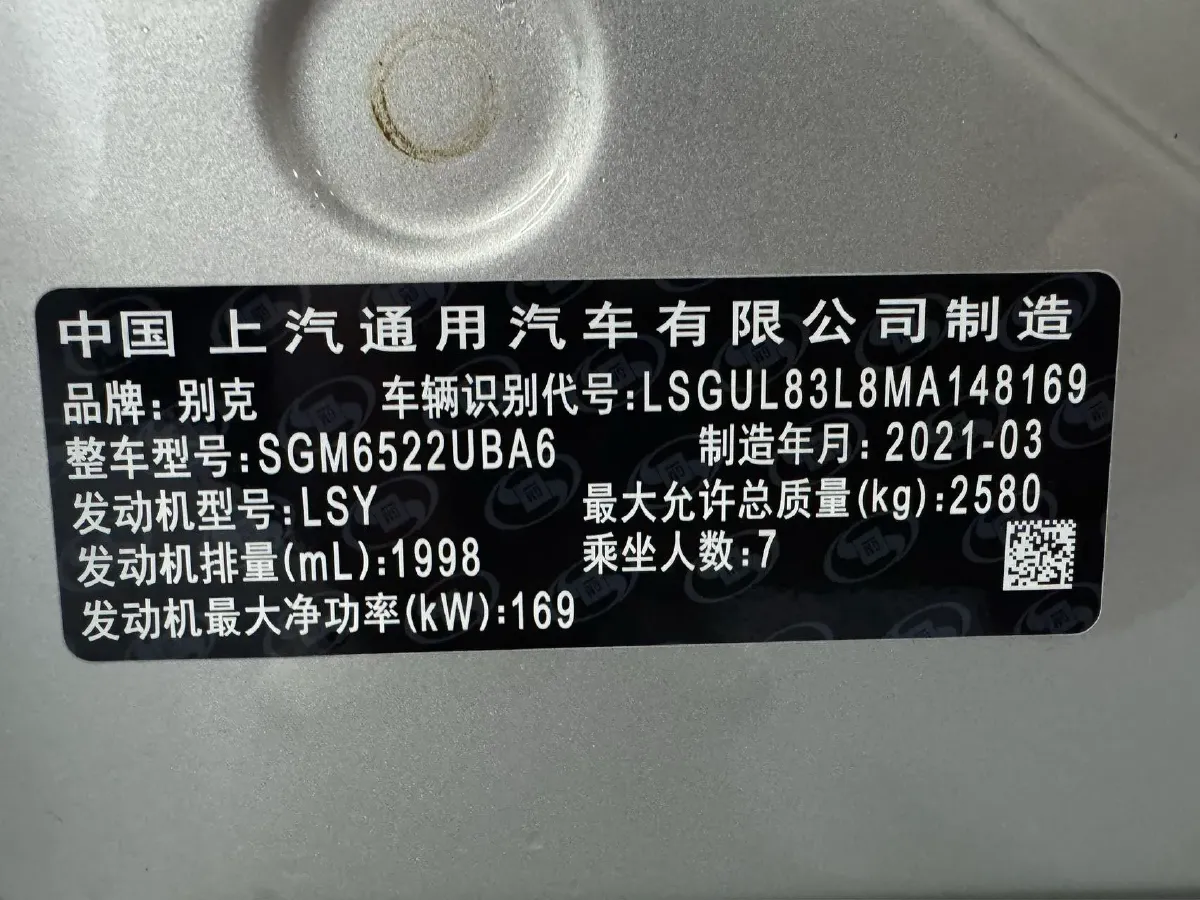 中国 上汽通用汽车有限公司制造
品牌:别克 车辆识别代号:LSGUL83L8MA148169
整车型号:SGM6522UBA6 制造年月:2021-03
发动机型号:LSY 最大允许总质量(kg):2580
发动机排量(mL):1998 乘坐人数:7
发动机最大净功率(kW):169